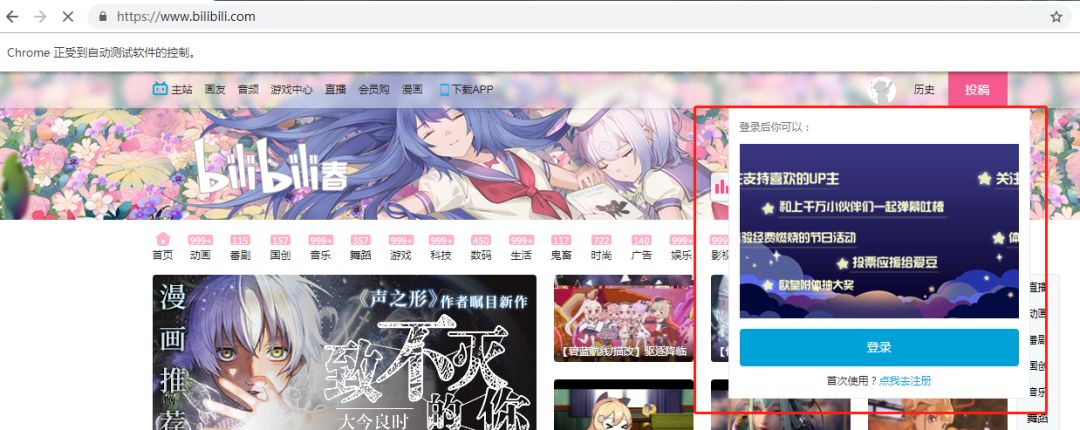 https://www.bilibili.com
Chrome 正受到自动测试软件的控制。
主站 画友 音频 游戏中心 直播 会员购 漫画 下载APP 历史 投稿
登录后你可以：
bilibili春
支持喜欢的UP主 关注
和上千万小伙伴们一起弹幕吐槽
验经费燃烧的节日活动 体
投票应援给爱豆
欧皇附体抽大奖
999+ 115 157 999+ 357 999+ 999+ 450 999+ 117 722 140 999+ 999
首页 动画 番剧 国创 音乐 舞蹈 游戏 科技 数码 生活 鬼畜 时尚 广告 娱乐 影视
漫画推荐
《声之形》作者瞩目新作
致不灭的你
大今良时
【碧蓝航线/描改】驱逐降临
登录
首次使用？点我去注册
直播
动画
番剧
国创
音乐
舞蹈